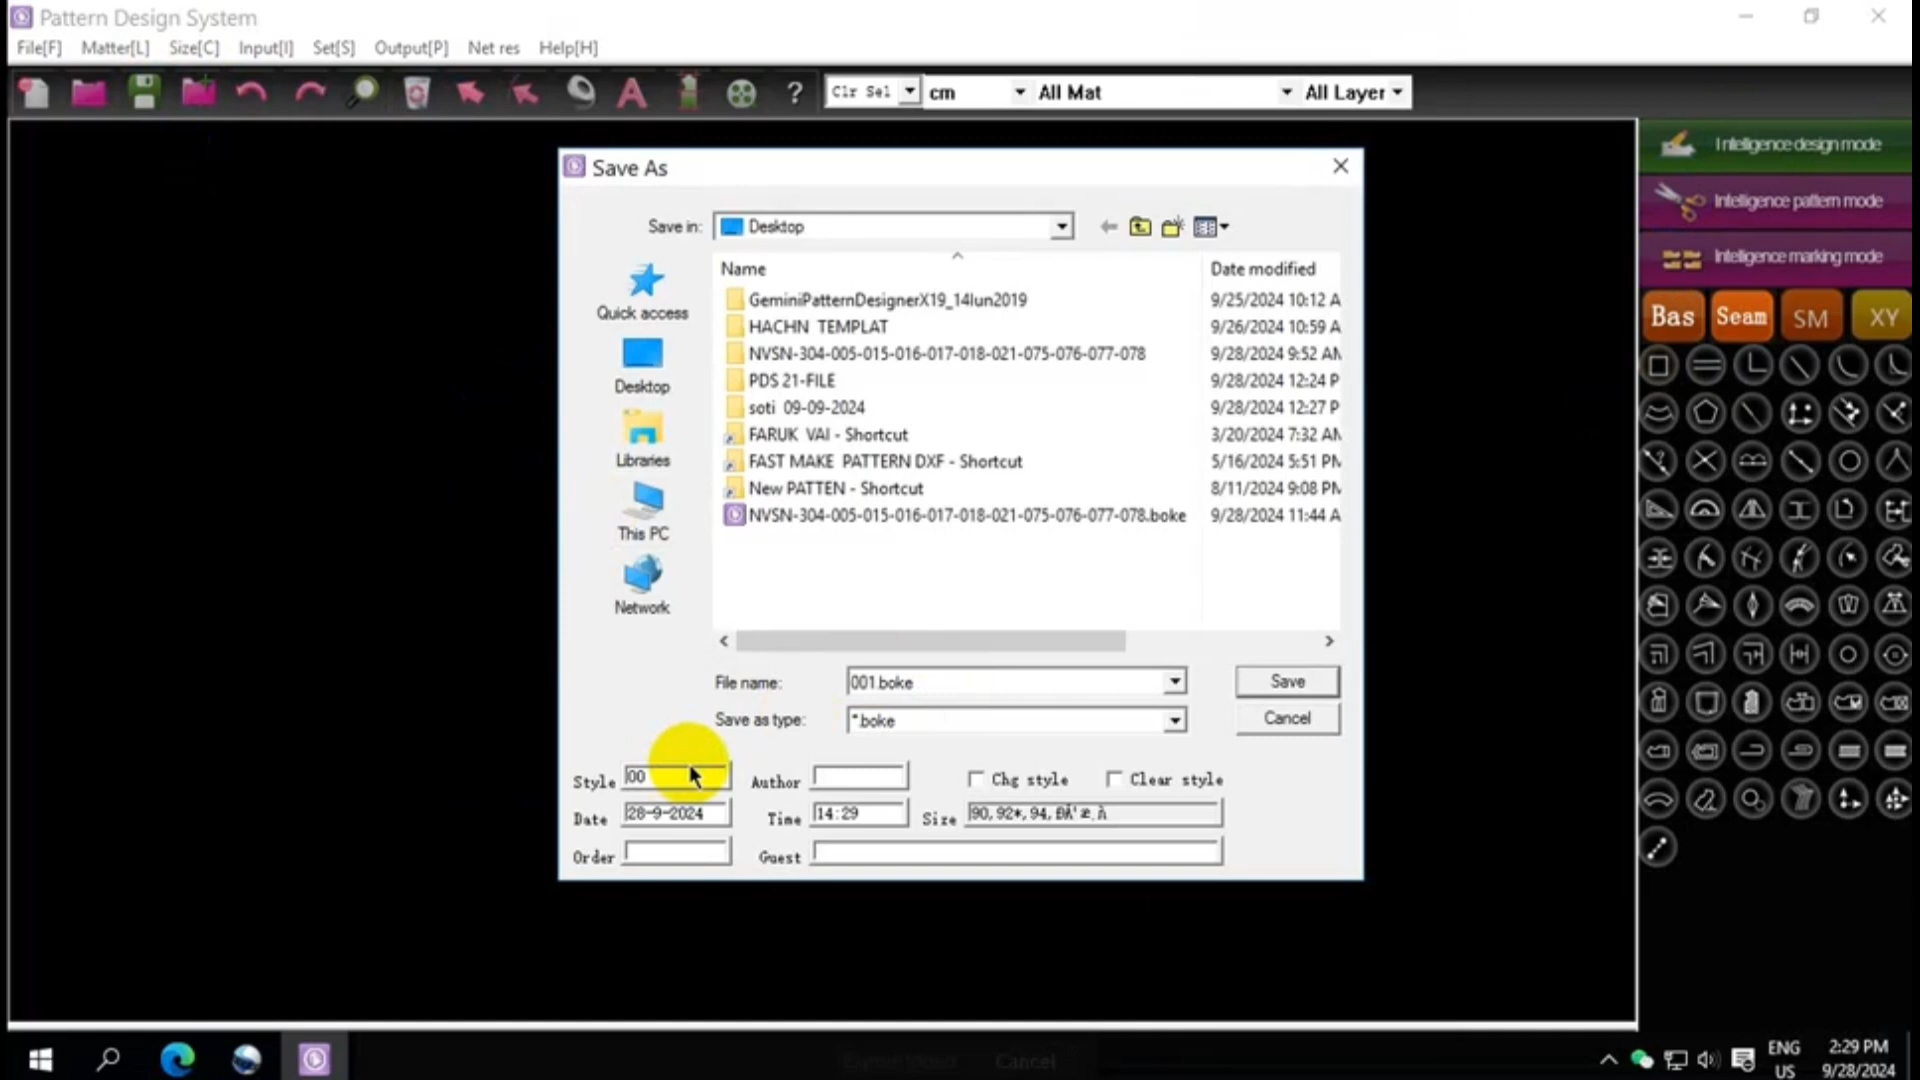 Pattern Design System
File[F] Matter[L] Size[C] Input[I] Set[S] Output[P] Net res Help[H]
Clr Sel cm All Mat All Layer
Intelligence design mode
Intelligence pattern mode
Intelligence marking mode
Bas Seam SM XY
Save As
Save in: Desktop
Name Date modified
GeminiPatternDesignerX19_14Iun2019 9/25/2024 10:12 A
HACHN TEMPLAT 9/26/2024 10:59 A
NVSN-304-005-015-016-017-018-021-075-076-077-078 9/28/2024 9:52 AM
PDS 21-FILE 9/28/2024 12:24 P
soti 09-09-2024 9/28/2024 12:27 P
FARUK VAI - Shortcut 3/20/2024 7:32 AM
FAST MAKE PATTERN DXF - Shortcut 5/16/2024 5:51 PM
New PATTEN - Shortcut 8/11/2024 9:08 PM
NVSN-304-005-015-016-017-018-021-075-076-077-078.boke 9/28/2024 11:44 A
Quick access
Desktop
Libraries
This PC
Network
File name: 001.boke Save
Save as type: *.boke Cancel
Style 00 Author Chg style Clear style
Date 28-9-2024 Time 14:29 Size 90,92*,94,
Order Guest
Cancel
ENG
US
2:29 PM
9/28/2024